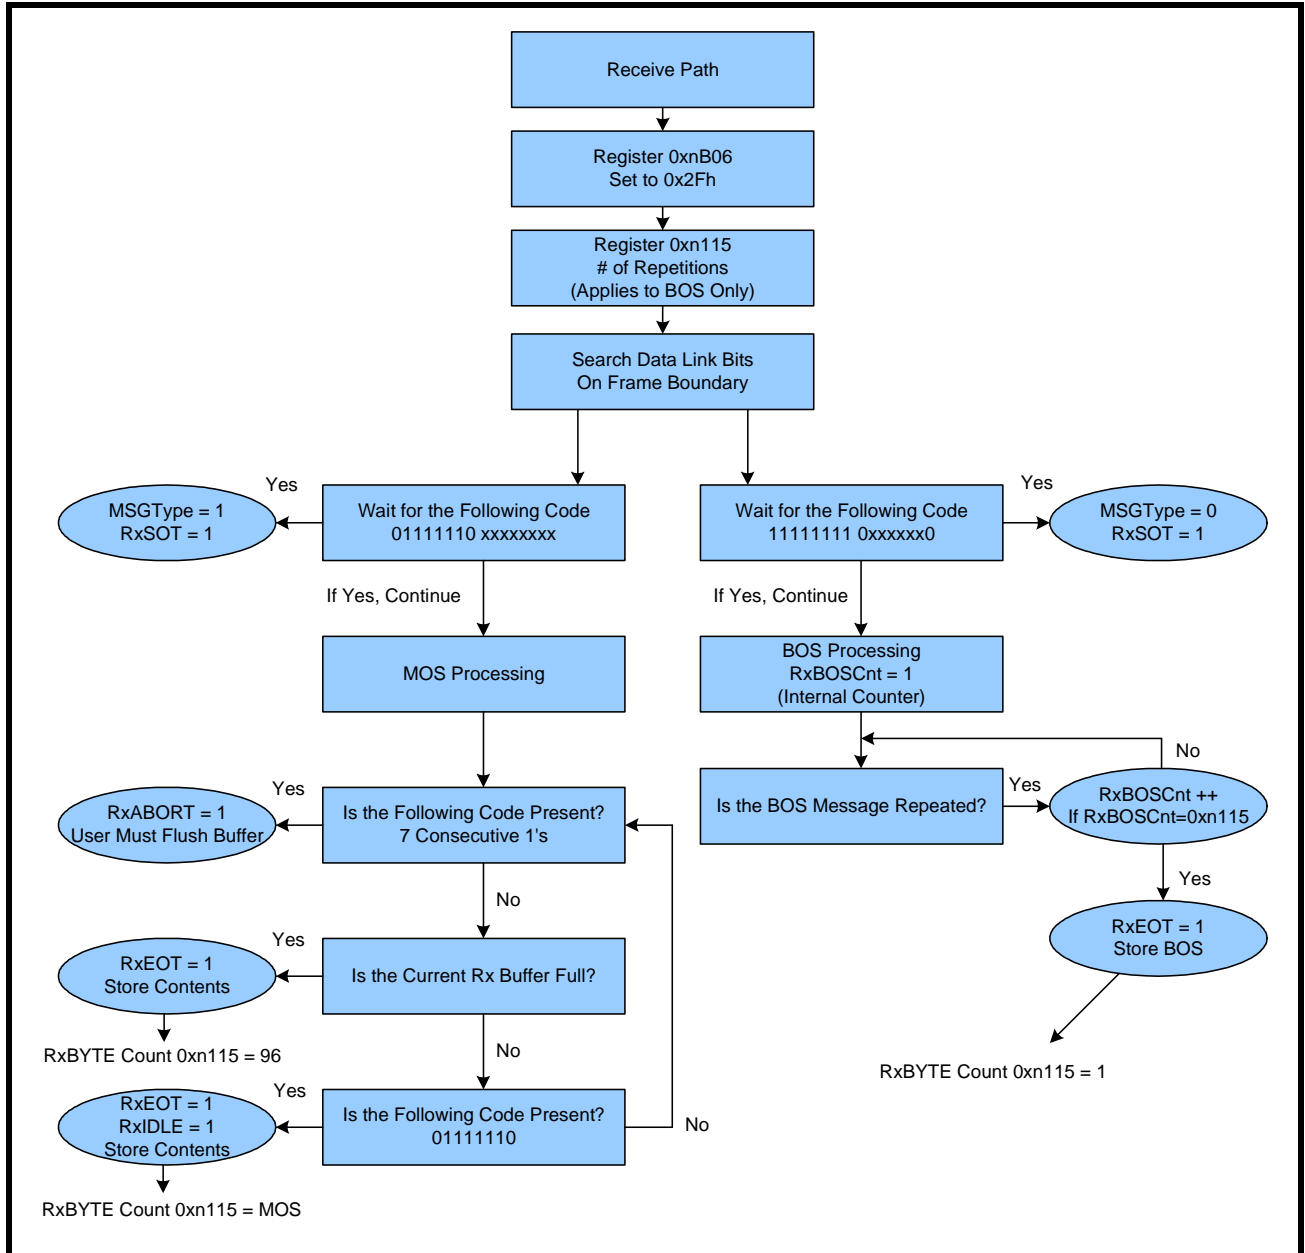 Receive Path
Register 0xnB06
Set to 0x2Fh
Register 0xn115
# of Repetitions
(Applies to BOS Only)
Search Data Link Bits
On Frame Boundary
Yes
MSGType = 1
RxSOT = 1
Wait for the Following Code
01111110 xxxxxxxx
Wait for the Following Code
11111111 0xxxxxx0
Yes
MSGType = 0
RxSOT = 1
If Yes, Continue
If Yes, Continue
MOS Processing
BOS Processing
RxBOSCnt = 1
(Internal Counter)
No
Yes
RxABORT = 1
User Must Flush Buffer
Is the Following Code Present?
7 Consecutive 1's
Is the BOS Message Repeated?
Yes
RxBOSCnt ++
If RxBOSCnt=0xn115
No
Yes
Yes
RxEOT = 1
Store Contents
Is the Current Rx Buffer Full?
RxEOT = 1
Store BOS
RxBYTE Count 0xn115 = 96
No
RxBYTE Count 0xn115 = 1
Yes
RxEOT = 1
RxIDLE = 1
Store Contents
Is the Following Code Present?
01111110
No
RxBYTE Count 0xn115 = MOS